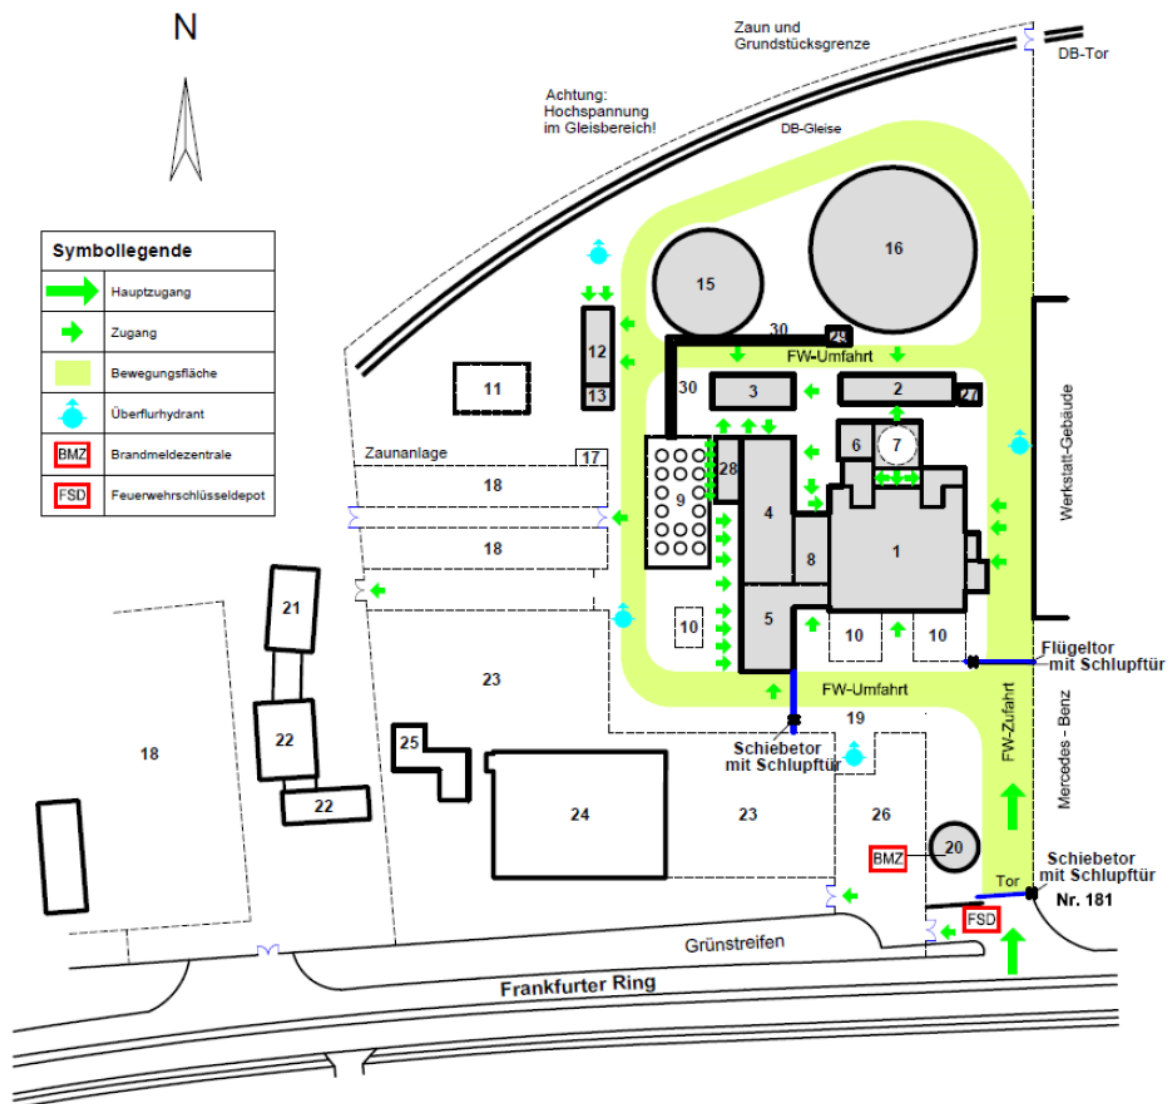 N
Zaun und
Grundstücksgrenze
DB-Tor
Achtung:
Hochspannung
im Gleisbereich!
DB-Gleise
Symbollegende
Hauptzugang
Zugang
Bewegungsfläche
Überflurhydrant
BMZ
Brandmeldezentrale
FSD
Feuerwehrschlüsseldepot
16
15
30
29
FW-Umfahrt
12
11
13
30
3
2
27
Werkstatt-Gebäude
6
7
Zaunanlage
17
28
18
9
4
18
8
1
21
10
5
10
10
Flügeltor
mit Schlupftür
23
FW-Umfahrt
FW-Zufahrt
Mercedes - Benz
19
18
22
25
Schiebetor
mit Schlupftür
22
24
23
26
BMZ
20
Schiebetor
mit Schlupftür
Tor
Nr. 181
FSD
Grünstreifen
Frankfurter Ring